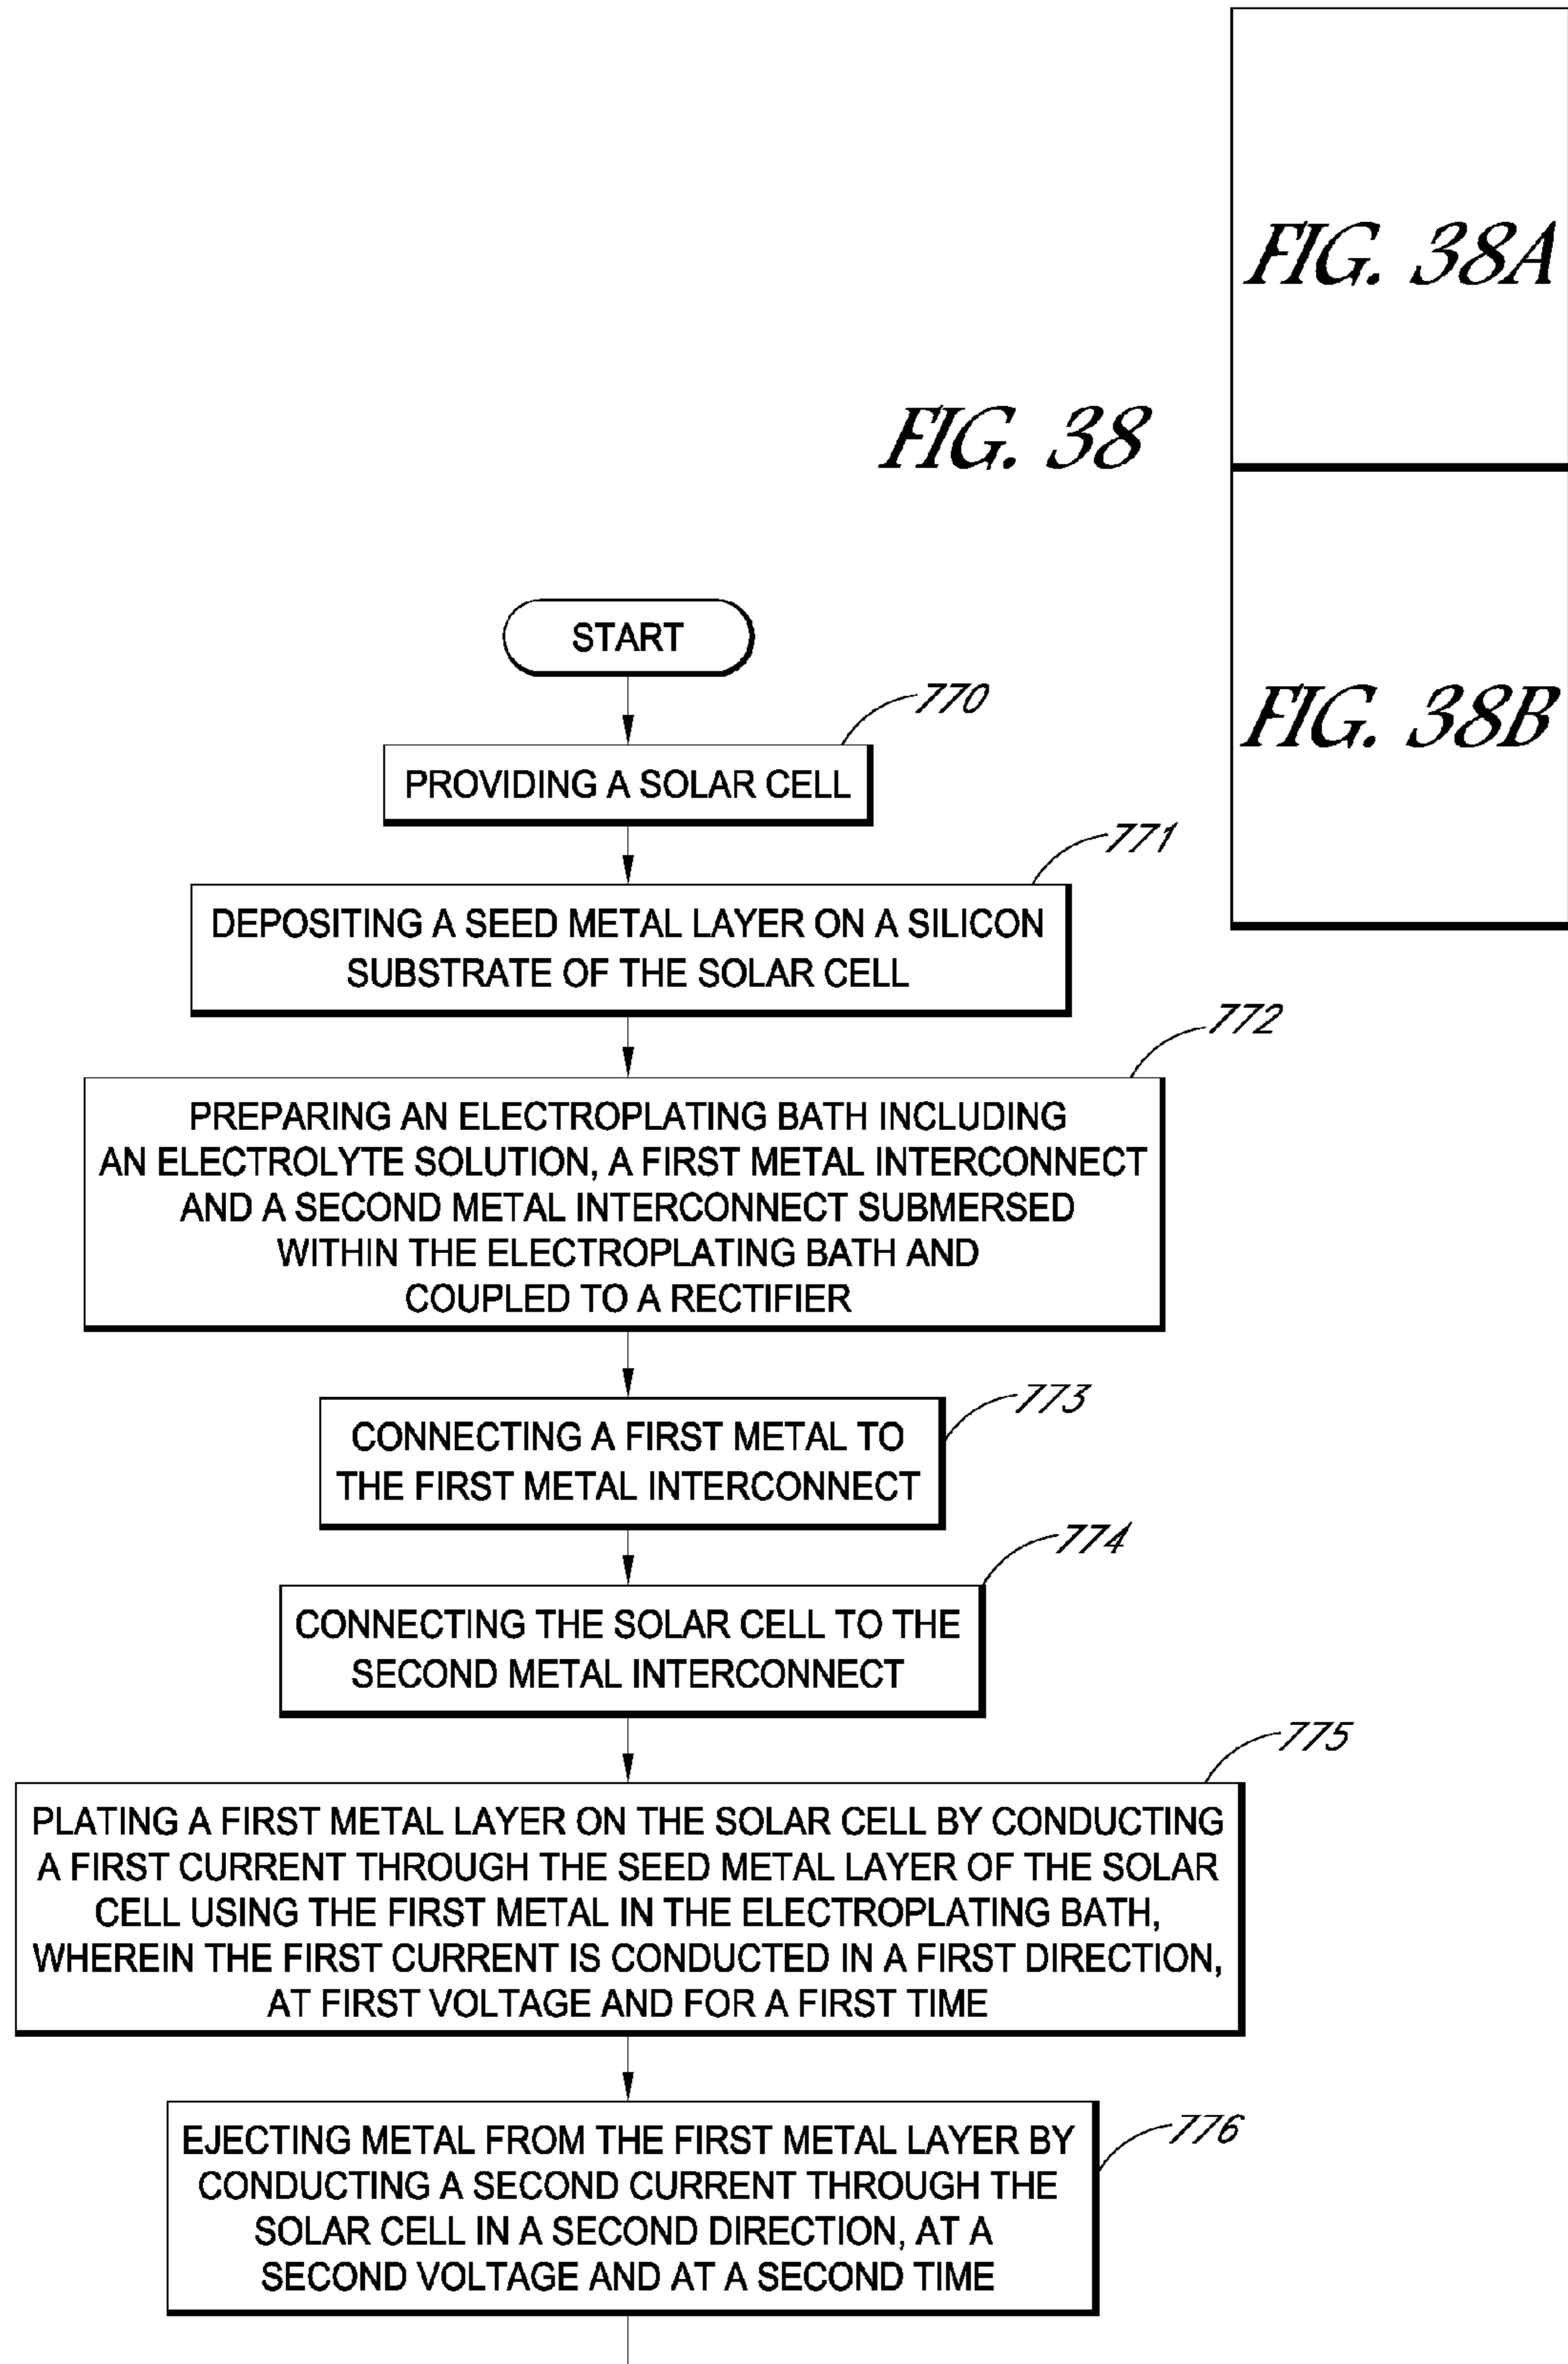 FIG. 38A
FIG. 38
FIG. 38B
START
770
PROVIDING A SOLAR CELL
771
DEPOSITING A SEED METAL LAYER ON A SILICON
SUBSTRATE OF THE SOLAR CELL
772
PREPARING AN ELECTROPLATING BATH INCLUDING
AN ELECTROLYTE SOLUTION, A FIRST METAL INTERCONNECT
AND A SECOND METAL INTERCONNECT SUBMERSED
WITHIN THE ELECTROPLATING BATH AND
COUPLED TO A RECTIFIER
773
CONNECTING A FIRST METAL TO
THE FIRST METAL INTERCONNECT
774
CONNECTING THE SOLAR CELL TO THE
SECOND METAL INTERCONNECT
775
PLATING A FIRST METAL LAYER ON THE SOLAR CELL BY CONDUCTING
A FIRST CURRENT THROUGH THE SEED METAL LAYER OF THE SOLAR
CELL USING THE FIRST METAL IN THE ELECTROPLATING BATH,
WHEREIN THE FIRST CURRENT IS CONDUCTED IN A FIRST DIRECTION,
AT FIRST VOLTAGE AND FOR A FIRST TIME
776
EJECTING METAL FROM THE FIRST METAL LAYER BY
CONDUCTING A SECOND CURRENT THROUGH THE
SOLAR CELL IN A SECOND DIRECTION, AT A
SECOND VOLTAGE AND AT A SECOND TIME